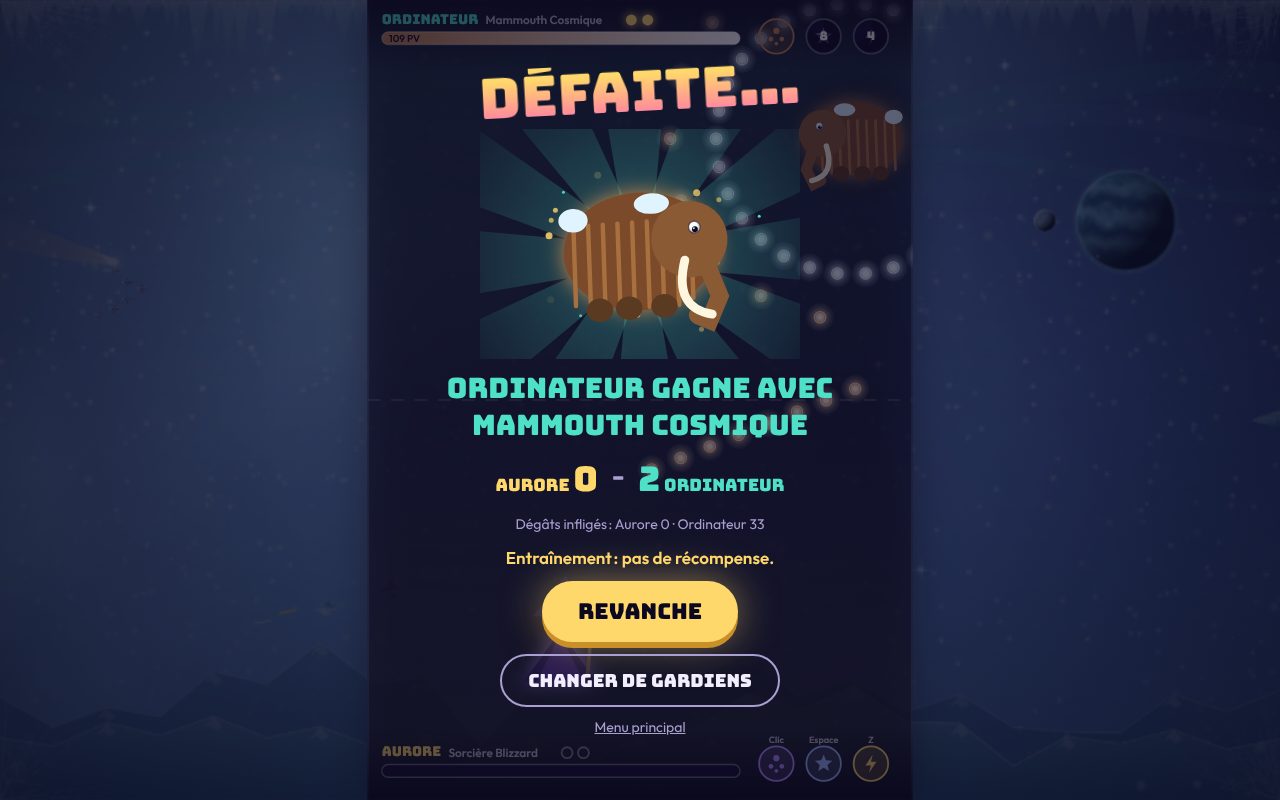 ORDINATEUR Mammouth Cosmique
109 PV
8
4
DÉFAITE...
ORDINATEUR GAGNE AVEC
MAMMOUTH COSMIQUE
AURORE 0 - 2 ORDINATEUR
Dégâts infligés : Aurore 0 · Ordinateur 33
Entraînement : pas de récompense.
REVANCHE
CHANGER DE GARDIENS
Menu principal
Clic Espace Z
AURORE Sorcière Blizzard